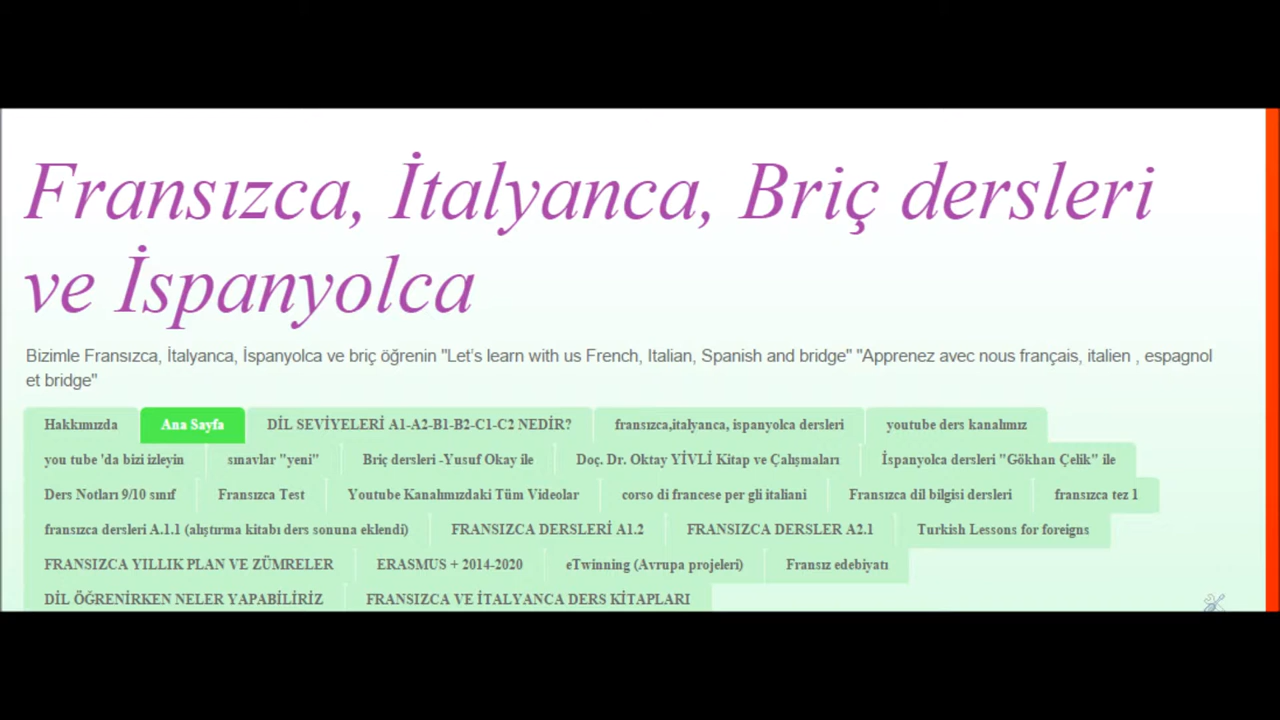 Fransızca, İtalyanca, Briç dersleri
ve İspanyolca
Bizimle Fransızca, İtalyanca, İspanyolca ve briç öğrenin "Let's learn with us French, Italian, Spanish and bridge" "Apprenez avec nous français, italien , espagnol
et bridge"
Hakkımızda Ana Sayfa DİL SEVİYELERİ A1-A2-B1-B2-C1-C2 NEDİR? fransızca,italyanca, ispanyolca dersleri youtube ders kanalımız
you tube 'da bizi izleyin sınavlar "yeni" Briç dersleri -Yusuf Okay ile Doç. Dr. Oktay YİVLİ Kitap ve Çalışmaları İspanyolca dersleri "Gökhan Çelik" ile
Ders Notları 9/10 sınıf Fransızca Test Youtube Kanalımızdaki Tüm Videolar corso di francese per gli italiani Fransızca dil bilgisi dersleri fransızca tez 1
fransızca dersleri A.1.1 (alıştırma kitabı ders sonuna eklendi) FRANSIZCA DERSLERİ A1.2 FRANSIZCA DERSLER A2.1 Turkish Lessons for foreigns
FRANSIZCA YILLIK PLAN VE ZÜMRELER ERASMUS + 2014-2020 eTwinning (Avrupa projeleri) Fransız edebiyatı
DİL ÖĞRENİRKEN NELER YAPABİLİRİZ FRANSIZCA VE İTALYANCA DERS KİTAPLARI